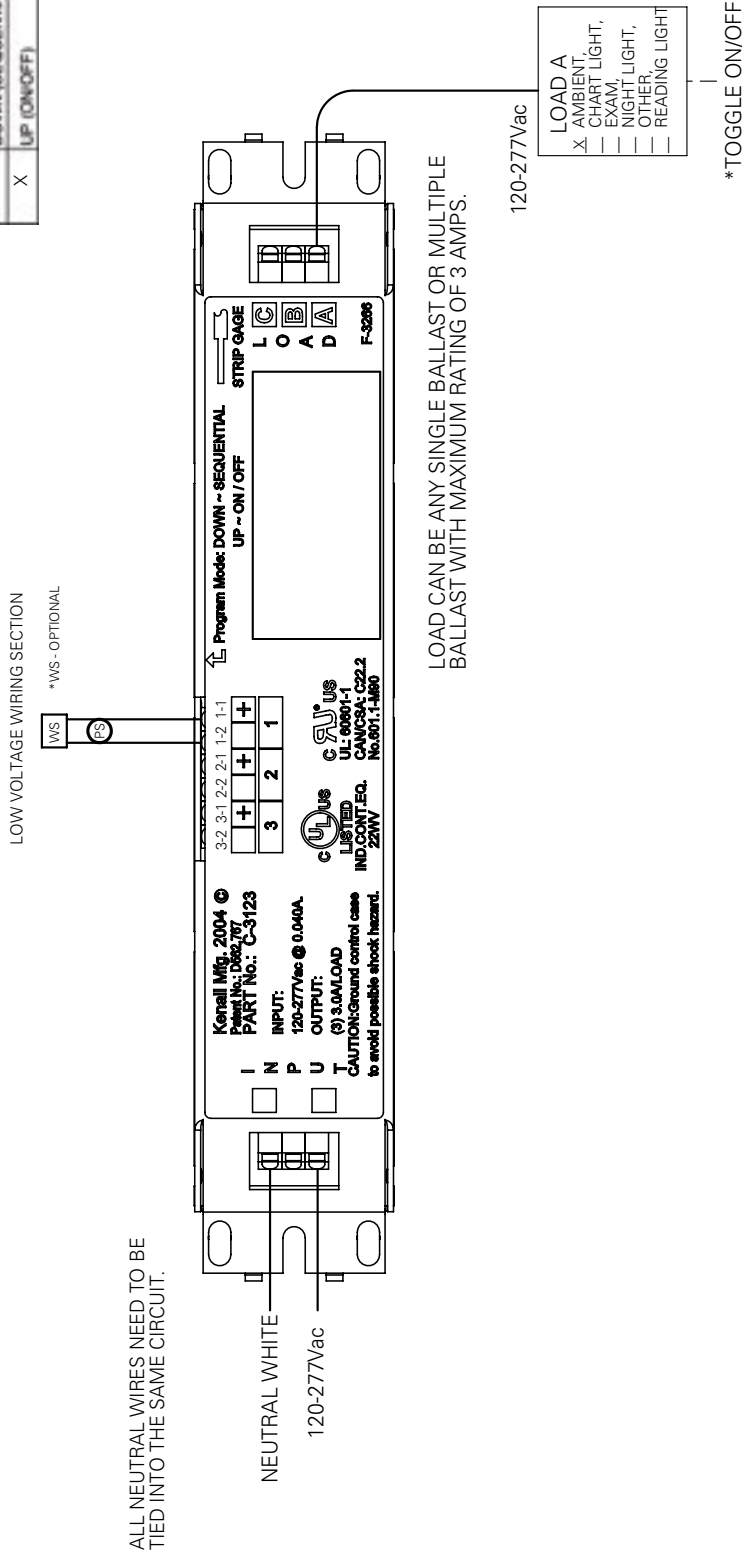 X UP (ON/OFF)
LOW VOLTAGE WIRING SECTION
*WS - OPTIONAL
WS
PS
ALL NEUTRAL WIRES NEED TO BE
TIED INTO THE SAME CIRCUIT.
NEUTRAL WHITE
120-277Vac
I
N
P
U
T
Kenall Mfg. 2004 ©
Patent No.: D562,767
PART No.: C-3123
INPUT:
120-277Vac @ 0.040A.
OUTPUT:
(3) 3.0A/LOAD
CAUTION:Ground control case
to avoid possible shock hazard.
3-2 3-1 2-2 2-1 1-2 1-1
+ + +
3 2 1
C UL US
LISTED
IND.CONT.EQ.
22WV
C RU® US
UL: 60601-1
CAN/CSA: C22.2
No.601.1-M90
Program Mode: DOWN ~ SEQUENTIAL
UP ~ ON / OFF
STRIP GAGE
L C
O B
A A
D
F-3266
LOAD CAN BE ANY SINGLE BALLAST OR MULTIPLE
BALLAST WITH MAXIMUM RATING OF 3 AMPS.
120-277Vac
LOAD A
X AMBIENT,
_ CHART LIGHT,
_ EXAM,
_ NIGHT LIGHT,
_ OTHER,
_ READING LIGHT
*TOGGLE ON/OFF